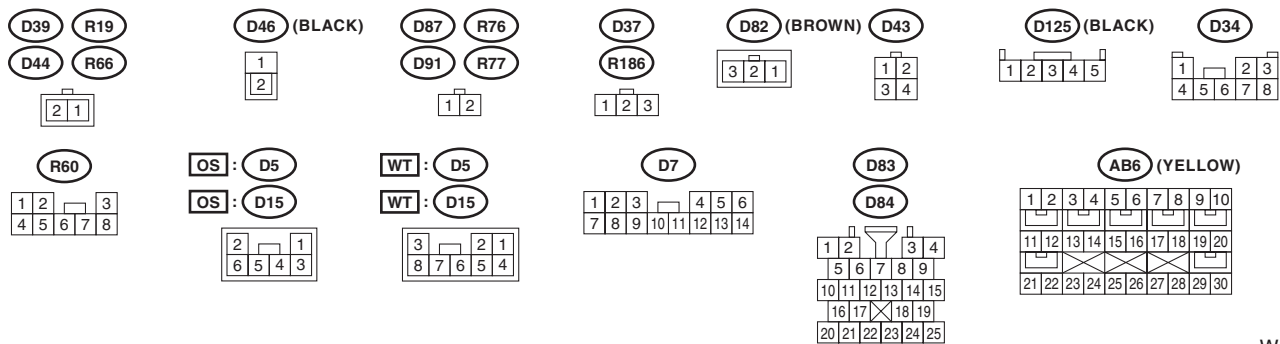 D39 R19 D46 (BLACK) D87 R76 D37 D82 (BROWN) D43 D125 (BLACK) D34
D44 R66 D91 R77 R186
2 1
1
2
1 2
1 2 3
3 2 1
1 2
3 4
1 2 3 4 5
1 2 3
4 5 6 7 8
R60 OS : D5 WT : D5 D7 D83 AB6 (YELLOW)
OS : D15 WT : D15 D84
1 2 3
4 5 6 7 8
2 1
6 5 4 3
3 2 1
8 7 6 5 4
1 2 3 4 5 6
7 8 9 10 11 12 13 14
1 2 3 4
5 6 7 8 9
10 11 12 13 14 15
16 17 18 19
20 21 22 23 24 25
1 2 3 4 5 6 7 8 9 10
11 12 13 14 15 16 17 18 19 20
21 22 23 24 25 26 27 28 29 30